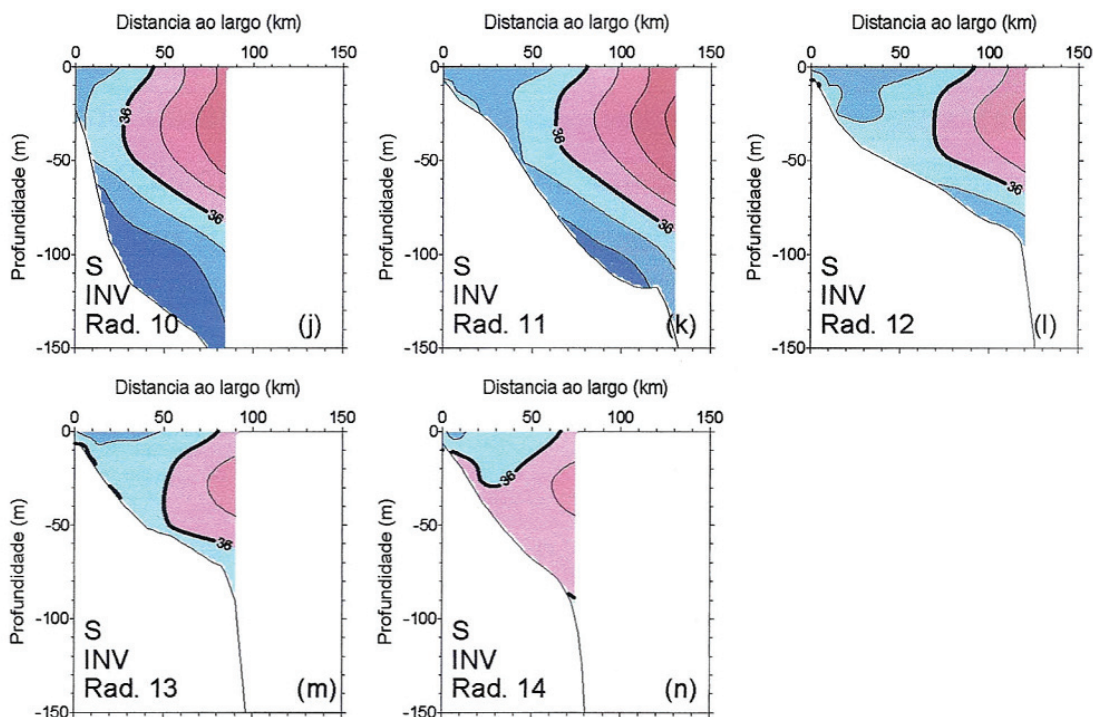 Distancia ao largo (km)
Distancia ao largo (km)
Distancia ao largo (km)
0 50 100 150
0 50 100 150
0 50 100 150
Profundidade (m)
0
-50
-100
-150
36
36
S
INV
Rad. 10
(j)
Profundidade (m)
0
-50
-100
-150
36
36
S
INV
Rad. 11
(k)
Profundidade (m)
0
-50
-100
-150
36
S
INV
Rad. 12
(l)
Distancia ao largo (km)
Distancia ao largo (km)
0 50 100 150
0 50 100 150
Profundidade (m)
0
-50
-100
-150
36
S
INV
Rad. 13
(m)
Profundidade (m)
0
-50
-100
-150
36
S
INV
Rad. 14
(n)